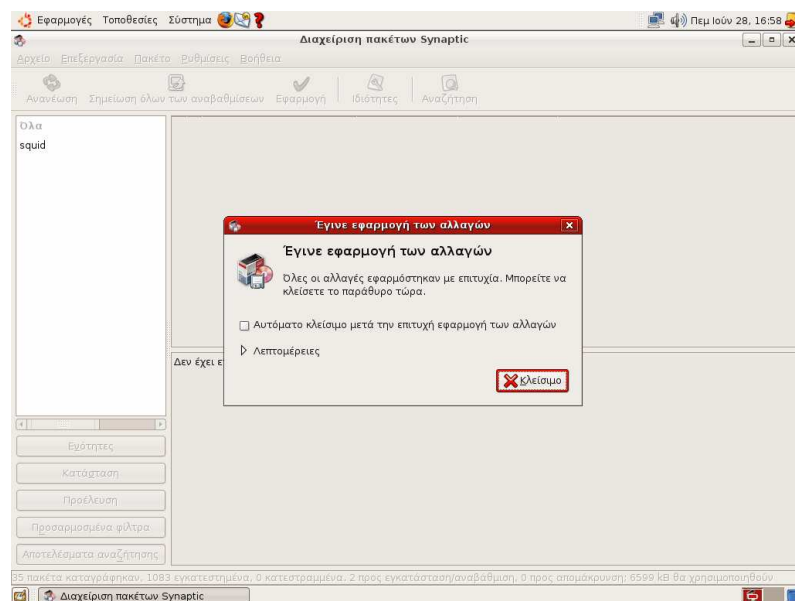 Εφαρμογές Τοποθεσίες Σύστημα Πεμ Ιούν 28, 16:58
Διαχείριση πακέτων Synaptic
Αρχείο Επεξεργασία Πακέτο Ρυθμίσεις Βοήθεια
Ανανέωση Σημείωση όλων των αναβαθμίσεων Εφαρμογή Ιδιότητες Αναζήτηση
Όλα
squid
Έγινε εφαρμογή των αλλαγών
Έγινε εφαρμογή των αλλαγών
Όλες οι αλλαγές εφαρμόστηκαν με επιτυχία. Μπορείτε να
κλείσετε το παράθυρο τώρα.
Αυτόματο κλείσιμο μετά την επιτυχή εφαρμογή των αλλαγών
Λεπτομέρειες
Κλείσιμο
Δεν έχει ε
Ενότητες
Κατάσταση
Προέλευση
Προσαρμοσμένα φίλτρα
Αποτελέσματα αναζήτησης
35 πακέτα καταγράφηκαν, 1083 εγκατεστημένα, 0 κατεστραμμένα. 2 προς εγκατάσταση/αναβάθμιση, 0 προς απομάκρυνση; 6599 kB θα χρησιμοποιηθούν
Διαχείριση πακέτων Synaptic